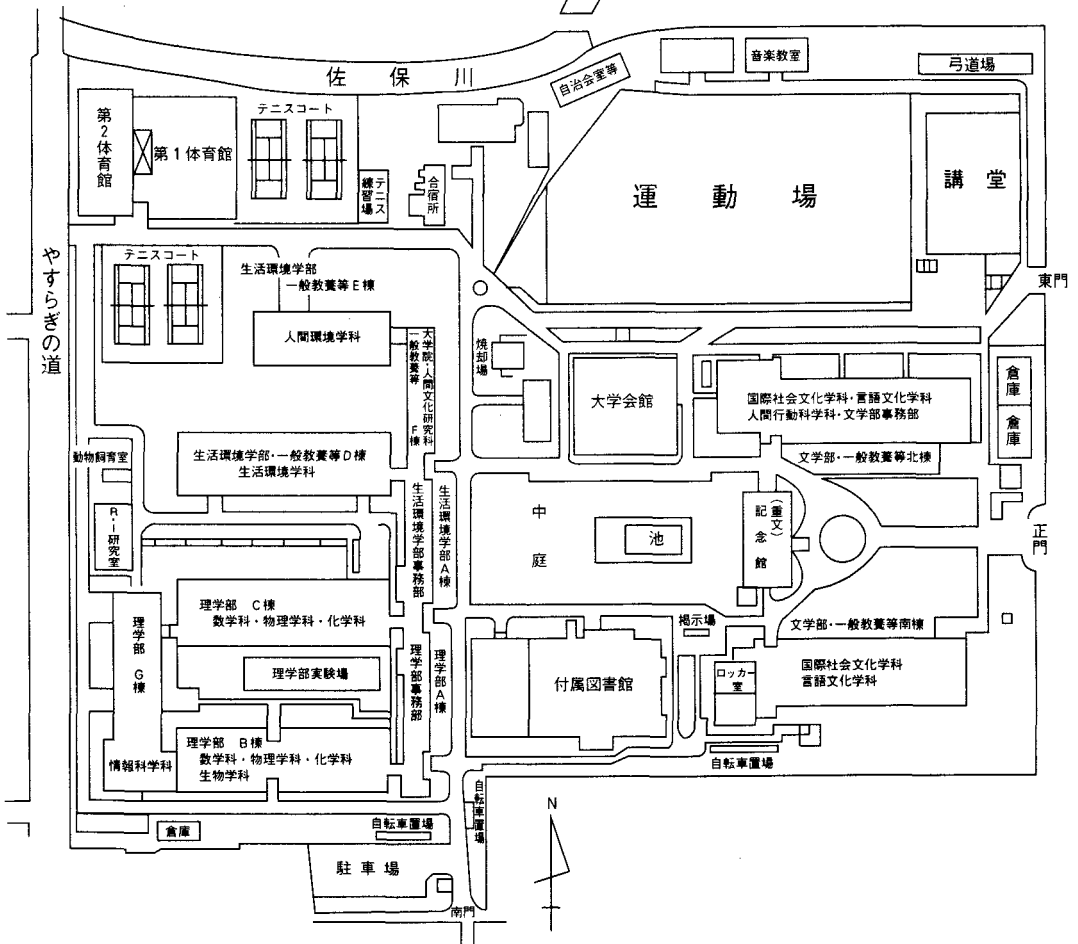 佐保川
自治会室等
音楽教室
弓道場
第2体育館
第1体育館
テニスコート
テニス
練習場
合宿所
運動場
講堂
東門
やすらぎの道
テニスコート
生活環境学部
一般教養等E棟
人間環境学科
大学院・人間文化研究科
一般教養等 F棟
焼却場
大学会館
国際社会文化学科・言語文化学科
人間行動科学科・文学部事務部
倉庫
倉庫
文学部・一般教養等北棟
動物飼育室
生活環境学部・一般教養等D棟
生活環境学科
R・I研究室
生活環境学部事務部
生活環境学部A棟
中庭
池
(重文)
記念館
正門
理学部 C棟
数学科・物理学科・化学科
理学部 G棟
理学部実験場
理学部事務部
理学部A棟
付属図書館
掲示場
文学部・一般教養等南棟
ロッカー
室
国際社会文化学科
言語文化学科
理学部 B棟
数学科・物理学科・化学科
生物学科
情報科学科
自転車置場
自転車置場
倉庫
自転車置場
駐車場
南門
N